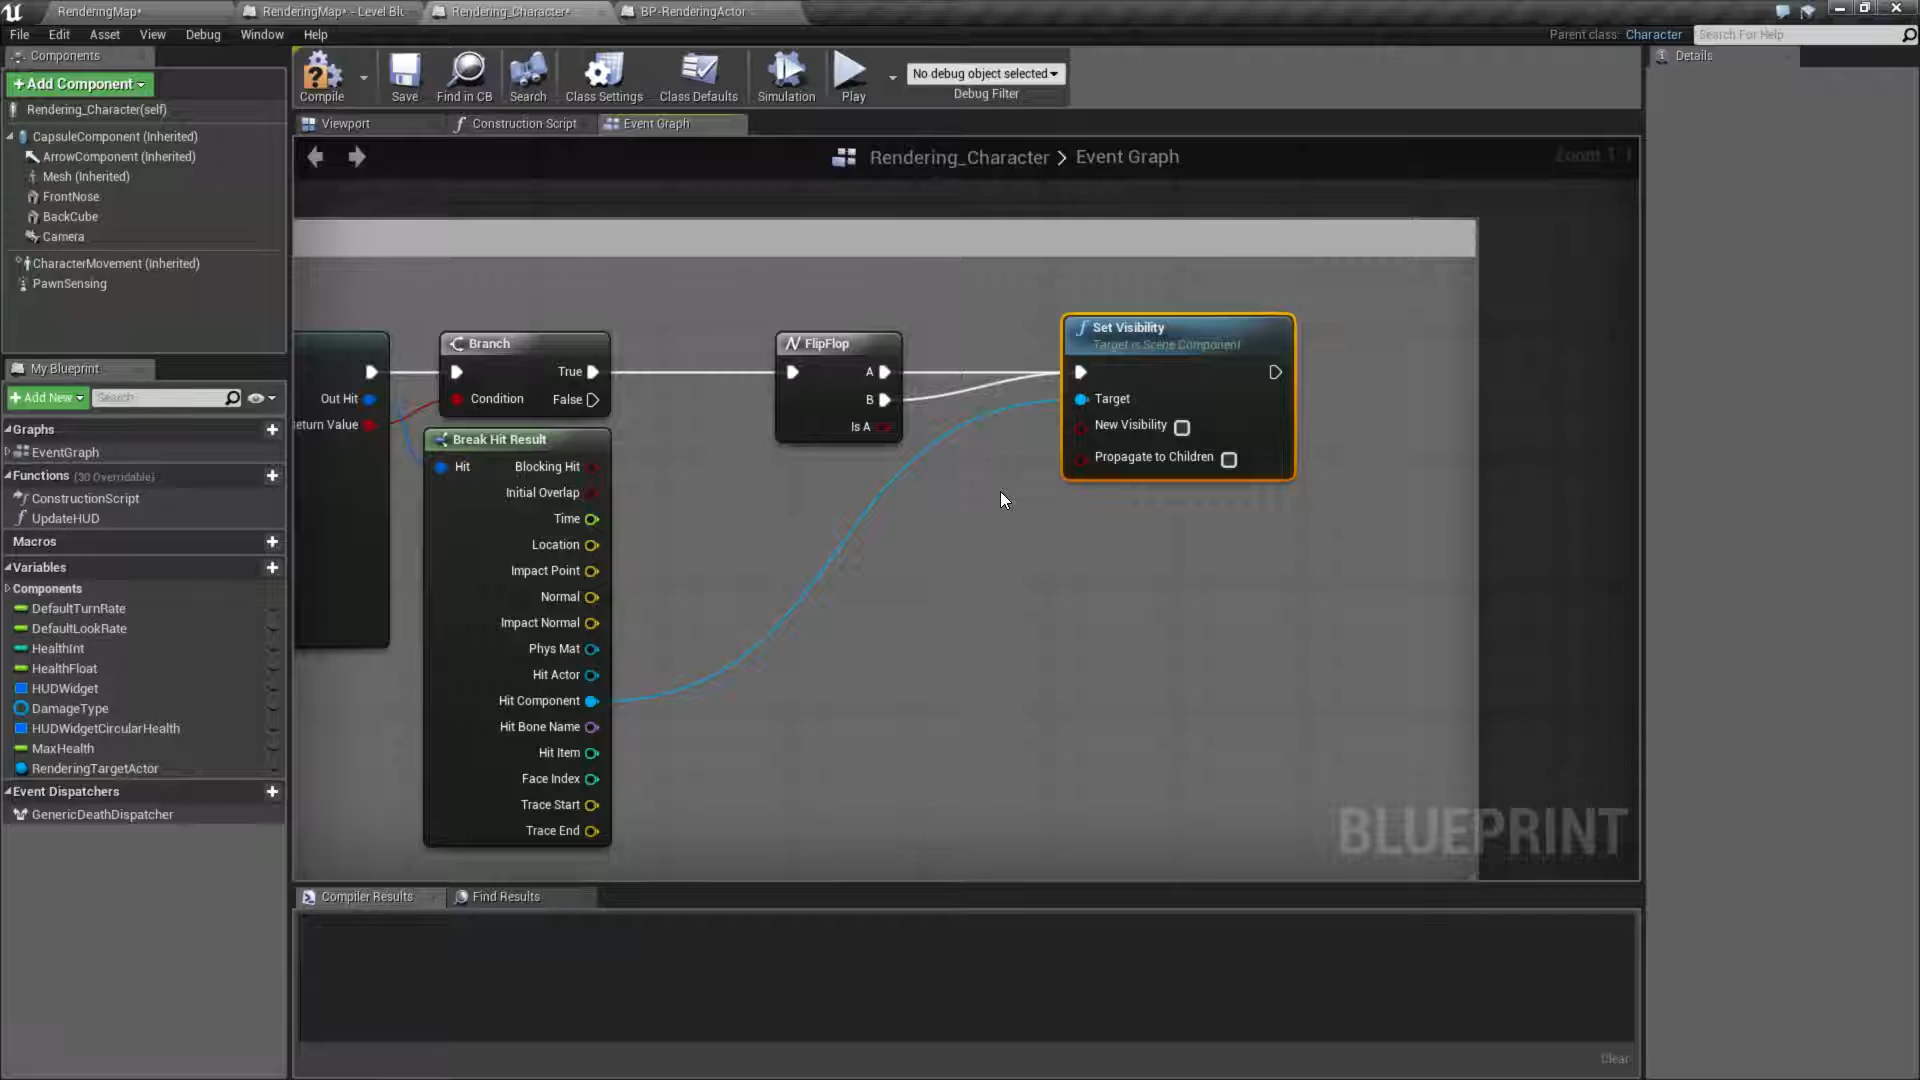 RenderingMap*
RenderingMap* - Level Blu
Rendering_Character*
BP-RenderingActor
File Edit Asset View Debug Window Help
Parent class: Character
Search For Help
Components
Details
+Add Component
Compile
Save
Find in CB
Search
Class Settings
Class Defaults
Simulation
Play
No debug object selected
Debug Filter
Rendering_Character(self)
Viewport
Construction Script
Event Graph
CapsuleComponent (Inherited)
ArrowComponent (Inherited)
Mesh (Inherited)
FrontNose
BackCube
Camera
CharacterMovement (Inherited)
PawnSensing
Rendering_Character > Event Graph
Zoom 1:1
My Blueprint
+Add New
Search
Graphs
EventGraph
Functions (30 Overridable)
ConstructionScript
UpdateHUD
Macros
Variables
Components
DefaultTurnRate
DefaultLookRate
HealthInt
HealthFloat
HUDWidget
DamageType
HUDWidgetCircularHealth
MaxHealth
RenderingTargetActor
Event Dispatchers
GenericDeathDispatcher
Out Hit
eturn Value
Branch
True
Condition
False
Break Hit Result
Hit
Blocking Hit
Initial Overlap
Time
Location
Impact Point
Normal
Impact Normal
Phys Mat
Hit Actor
Hit Component
Hit Bone Name
Hit Item
Face Index
Trace Start
Trace End
FlipFlop
A
B
Is A
Set Visibility
Target is Scene Component
Target
New Visibility
Propagate to Children
BLUEPRINT
Compiler Results
Find Results
Clear